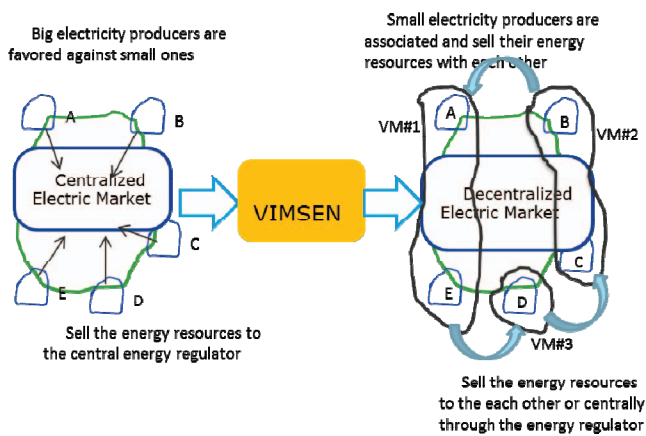 Big electricity producers are
favored against small ones
A
B
Centralized
Electric Market
C
E
D
Sell the energy resources to
the central energy regulator
VIMSEN
Small electricity producers are
associated and sell their energy
resources with each other
VM#1
A
B
VM#2
Decentralized
Electric Market
C
E
D
VM#3
Sell the energy resources
to the each other or centrally
through the energy regulator